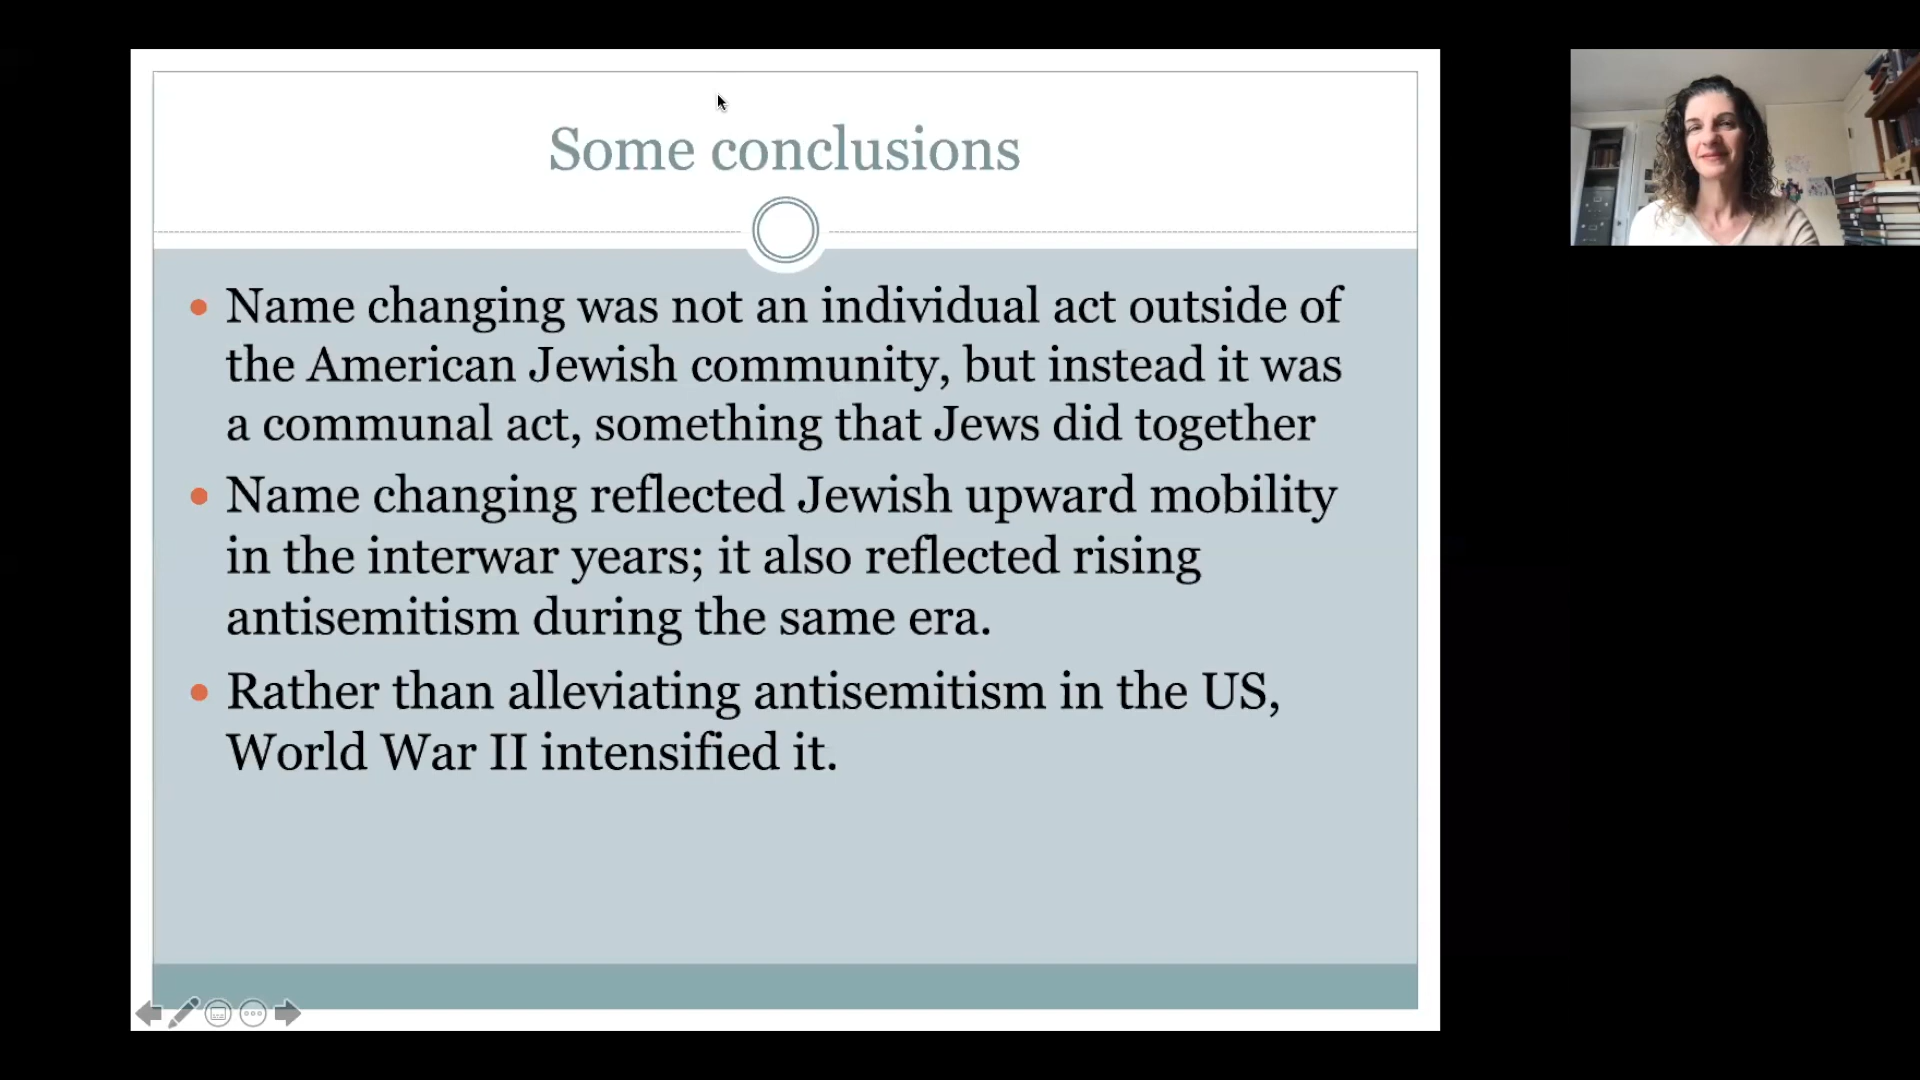 Some conclusions
Name changing was not an individual act outside of
the American Jewish community, but instead it was
a communal act, something that Jews did together
Name changing reflected Jewish upward mobility
in the interwar years; it also reflected rising
antisemitism during the same era.
Rather than alleviating antisemitism in the US,
World War II intensified it.